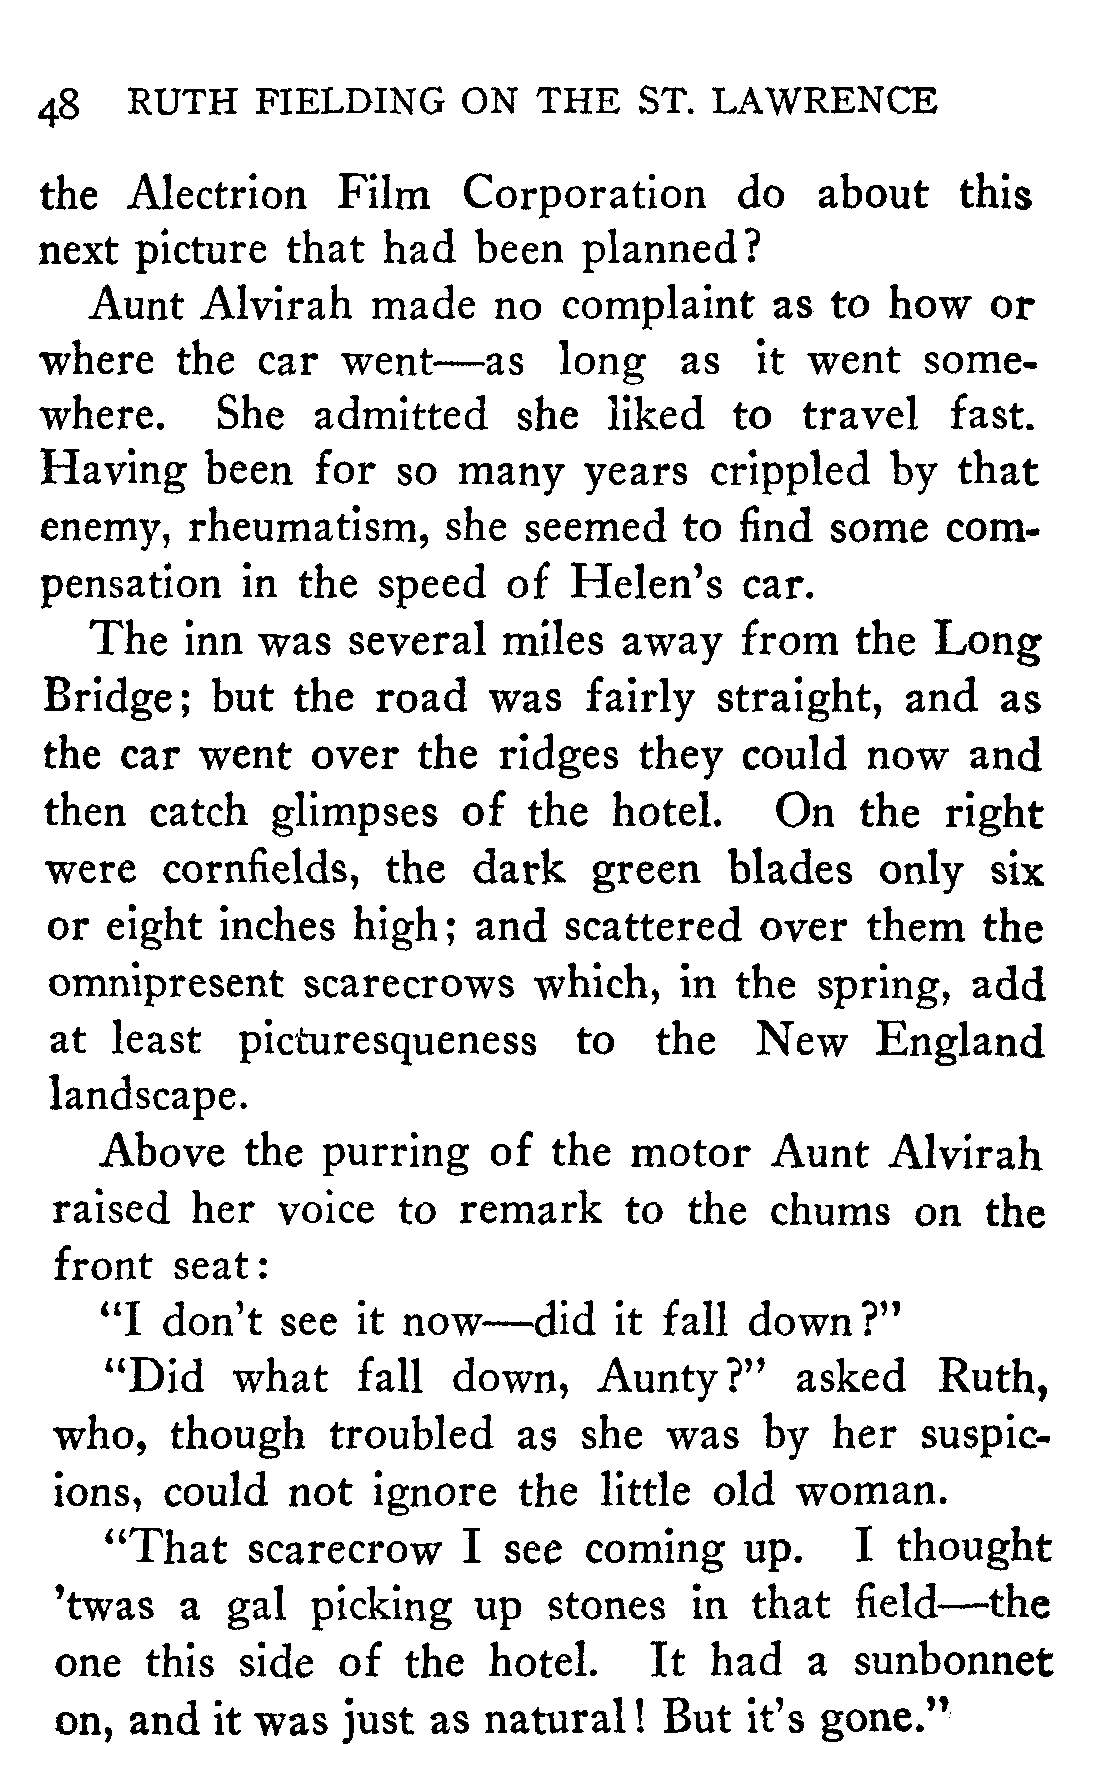 48 RUTH FIELDING ON THE ST. LAWRENCE
the Alectrion Film Corporation do about this
next picture that had been planned?
Aunt Alvirah made no complaint as to how or
where the car went—as long as it went some-
where. She admitted she liked to travel fast.
Having been for so many years crippled by that
enemy, rheumatism, she seemed to find some com-
pensation in the speed of Helen's car.
The inn was several miles away from the Long
Bridge; but the road was fairly straight, and as
the car went over the ridges they could now and
then catch glimpses of the hotel. On the right
were cornfields, the dark green blades only six
or eight inches high; and scattered over them the
omnipresent scarecrows which, in the spring, add
at least picturesqueness to the New England
landscape.
Above the purring of the motor Aunt Alvirah
raised her voice to remark to the chums on the
front seat:
"I don't see it now—did it fall down?"
"Did what fall down, Aunty?" asked Ruth,
who, though troubled as she was by her suspic-
ions, could not ignore the little old woman.
"That scarecrow I see coming up. I thought
'twas a gal picking up stones in that field—the
one this side of the hotel. It had a sunbonnet
on, and it was just as natural! But it's gone."